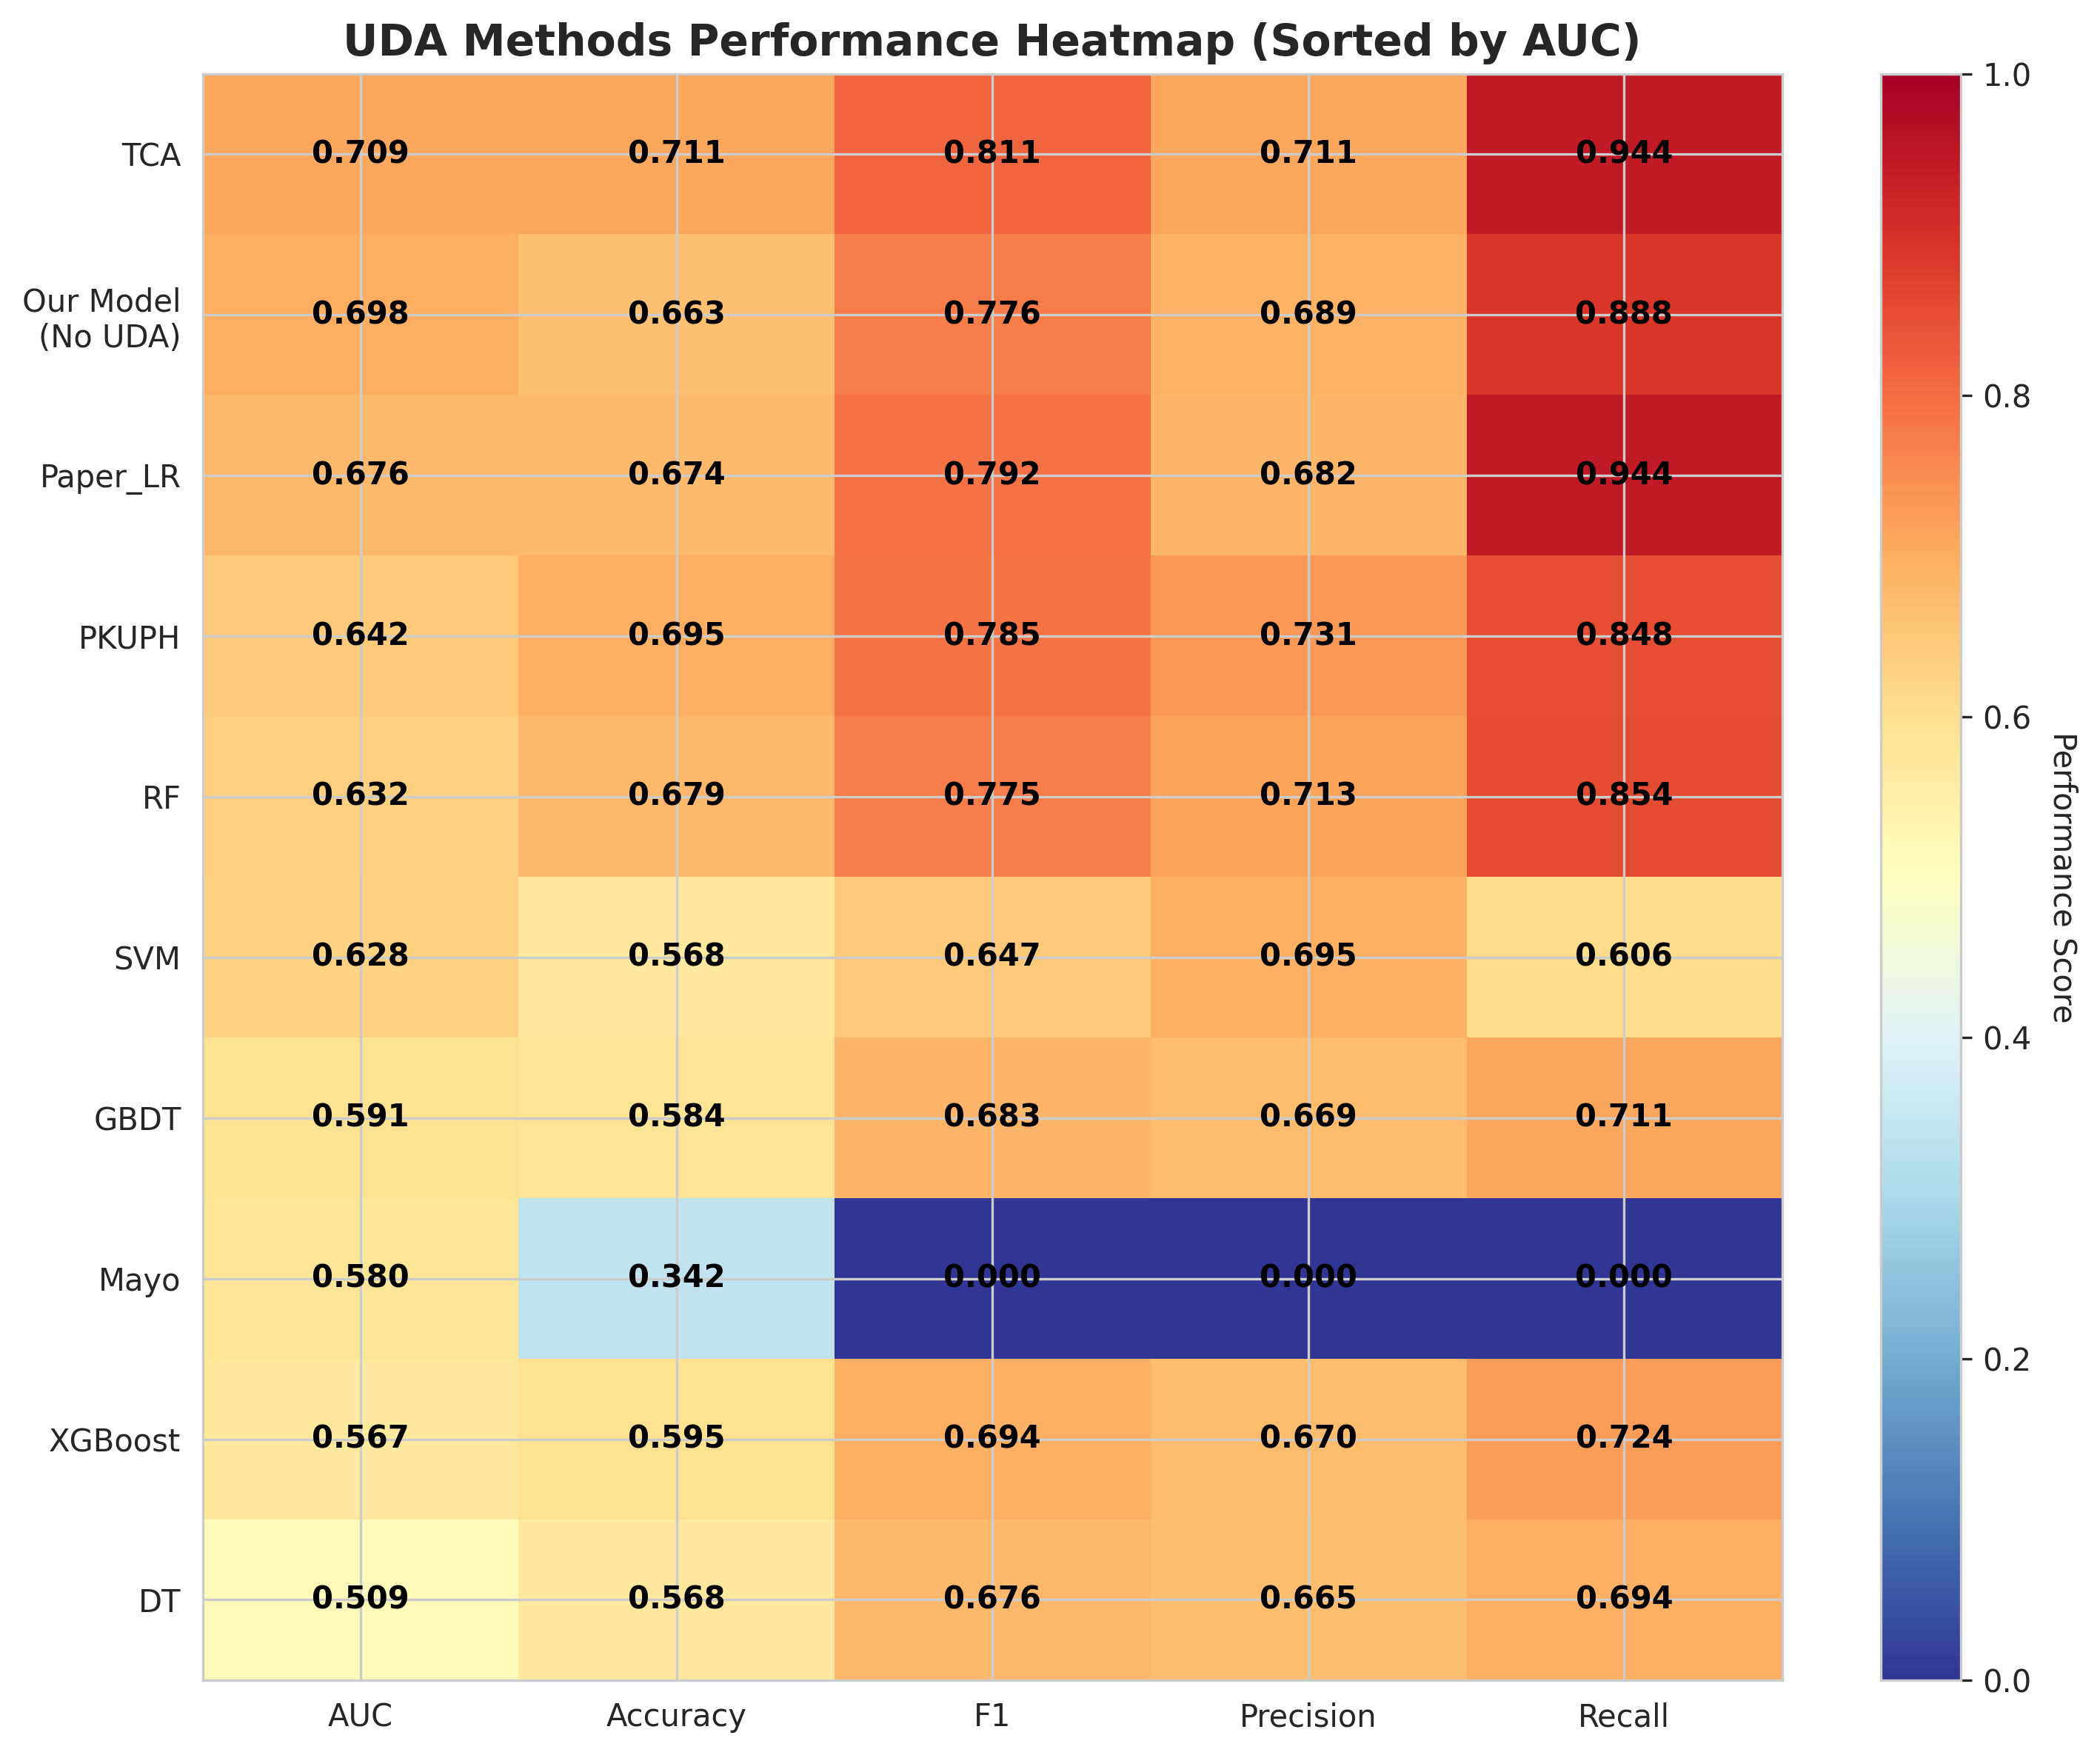 UDA Methods Performance Heatmap (Sorted by AUC)
TCA 0.709 0.711 0.811 0.711 0.944
Our Model
(No UDA) 0.698 0.663 0.776 0.689 0.888
Paper_LR 0.676 0.674 0.792 0.682 0.944
PKUPH 0.642 0.695 0.785 0.731 0.848
RF 0.632 0.679 0.775 0.713 0.854
SVM 0.628 0.568 0.647 0.695 0.606
GBDT 0.591 0.584 0.683 0.669 0.711
Mayo 0.580 0.342 0.000 0.000 0.000
XGBoost 0.567 0.595 0.694 0.670 0.724
DT 0.509 0.568 0.676 0.665 0.694
AUC Accuracy F1 Precision Recall
1.0
0.8
0.6
0.4
0.2
0.0
Performance Score